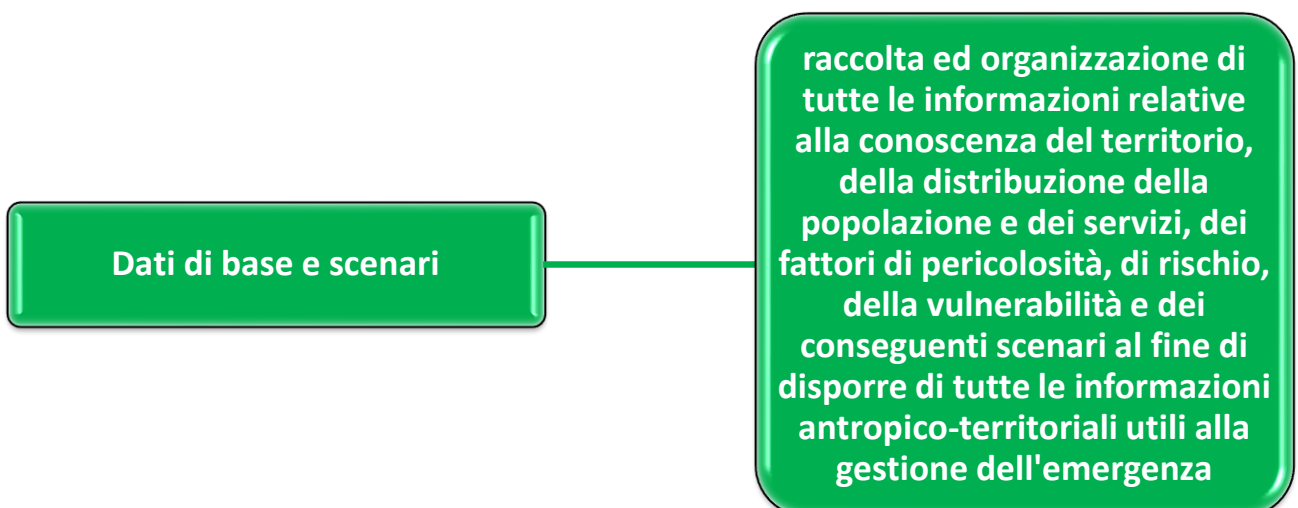 Dati di base e scenari
raccolta ed organizzazione di
tutte le informazioni relative
alla conoscenza del territorio,
della distribuzione della
popolazione e dei servizi, dei
fattori di pericolosità, di rischio,
della vulnerabilità e dei
conseguenti scenari al fine di
disporre di tutte le informazioni
antropico-territoriali utili alla
gestione dell'emergenza